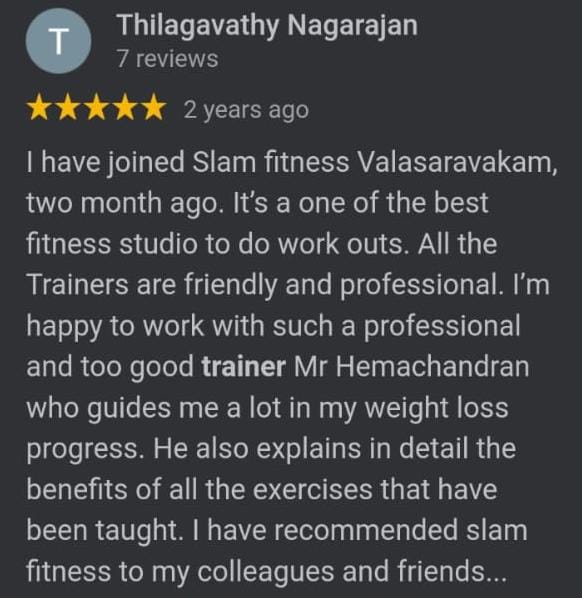 T
Thilagavathy Nagarajan
7 reviews
2 years ago
I have joined Slam fitness Valasaravakam,
two month ago. It’s a one of the best
fitness studio to do work outs. All the
Trainers are friendly and professional. I’m
happy to work with such a professional
and too good trainer Mr Hemachandran
who guides me a lot in my weight loss
progress. He also explains in detail the
benefits of all the exercises that have
been taught. I have recommended slam
fitness to my colleagues and friends...